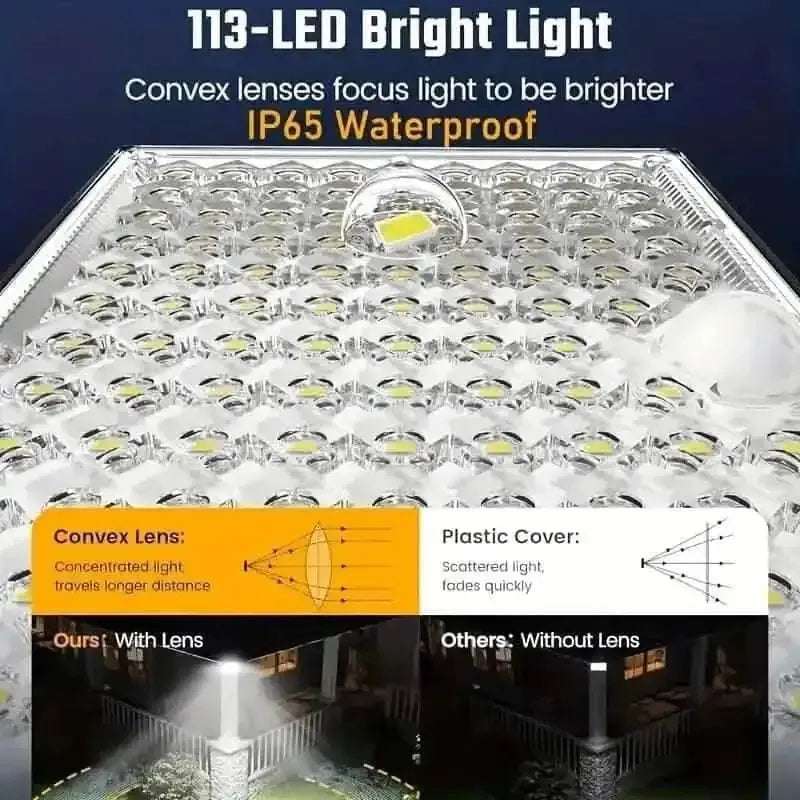 113-LED Bright Light
Convex lenses focus light to be brighter
IP65 Waterproof
Convex Lens:
Concentrated light,
travels longer distance
Plastic Cover:
Scattered light,
fades quickly
Ours: With Lens
Others: Without Lens